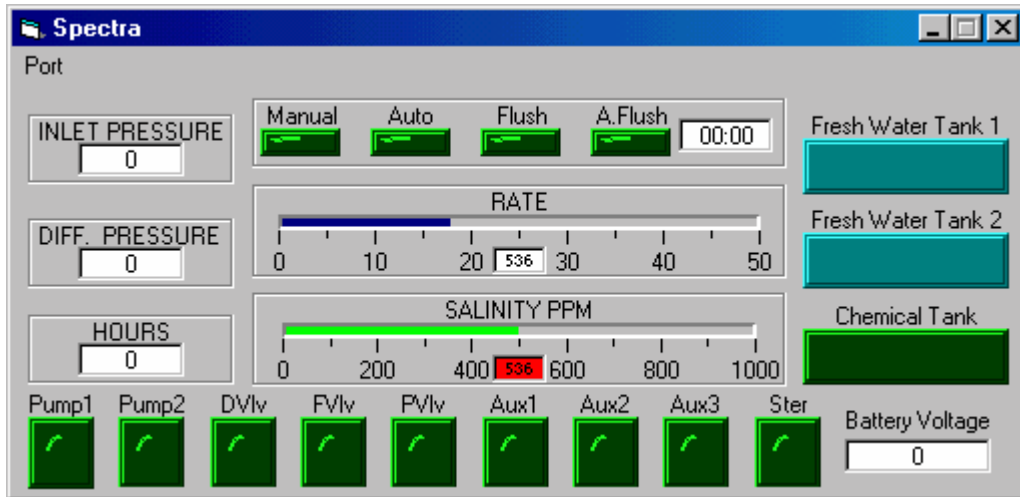 Spectra
Port
INLET PRESSURE
0
DIFF. PRESSURE
0
HOURS
0
Manual Auto Flush A.Flush
00:00
RATE
0 10 20 536 30 40 50
SALINITY PPM
0 200 400 536 600 800 1000
Fresh Water Tank 1
Fresh Water Tank 2
Chemical Tank
Pump1 Pump2 DVlv FVlv PVlv Aux1 Aux2 Aux3 Ster
Battery Voltage
0